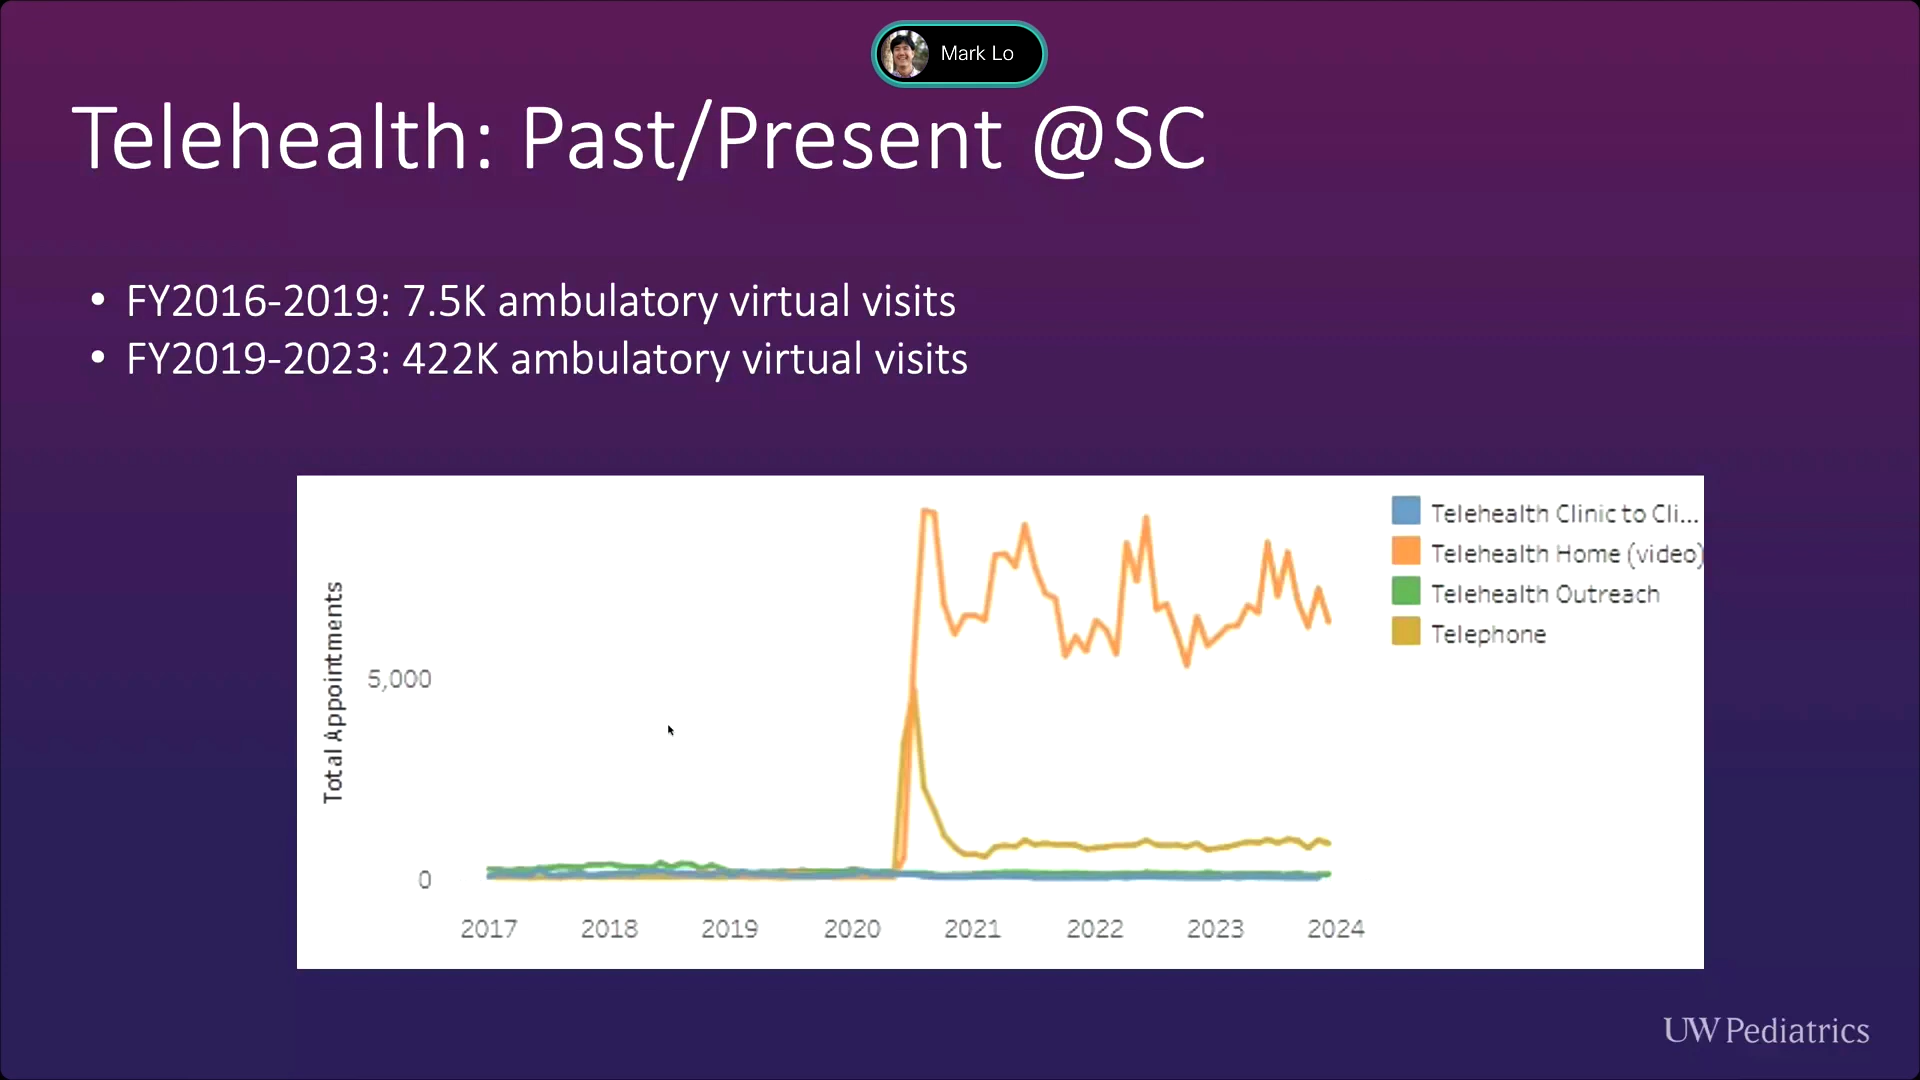 Mark Lo
Telehealth: Past/Present @SC
• FY2016-2019: 7.5K ambulatory virtual visits
• FY2019-2023: 422K ambulatory virtual visits
Telehealth Clinic to Cli...
Telehealth Home (video)
Telehealth Outreach
Telephone
Total Appointments
5,000
0
2017 2018 2019 2020 2021 2022 2023 2024
UW Pediatrics